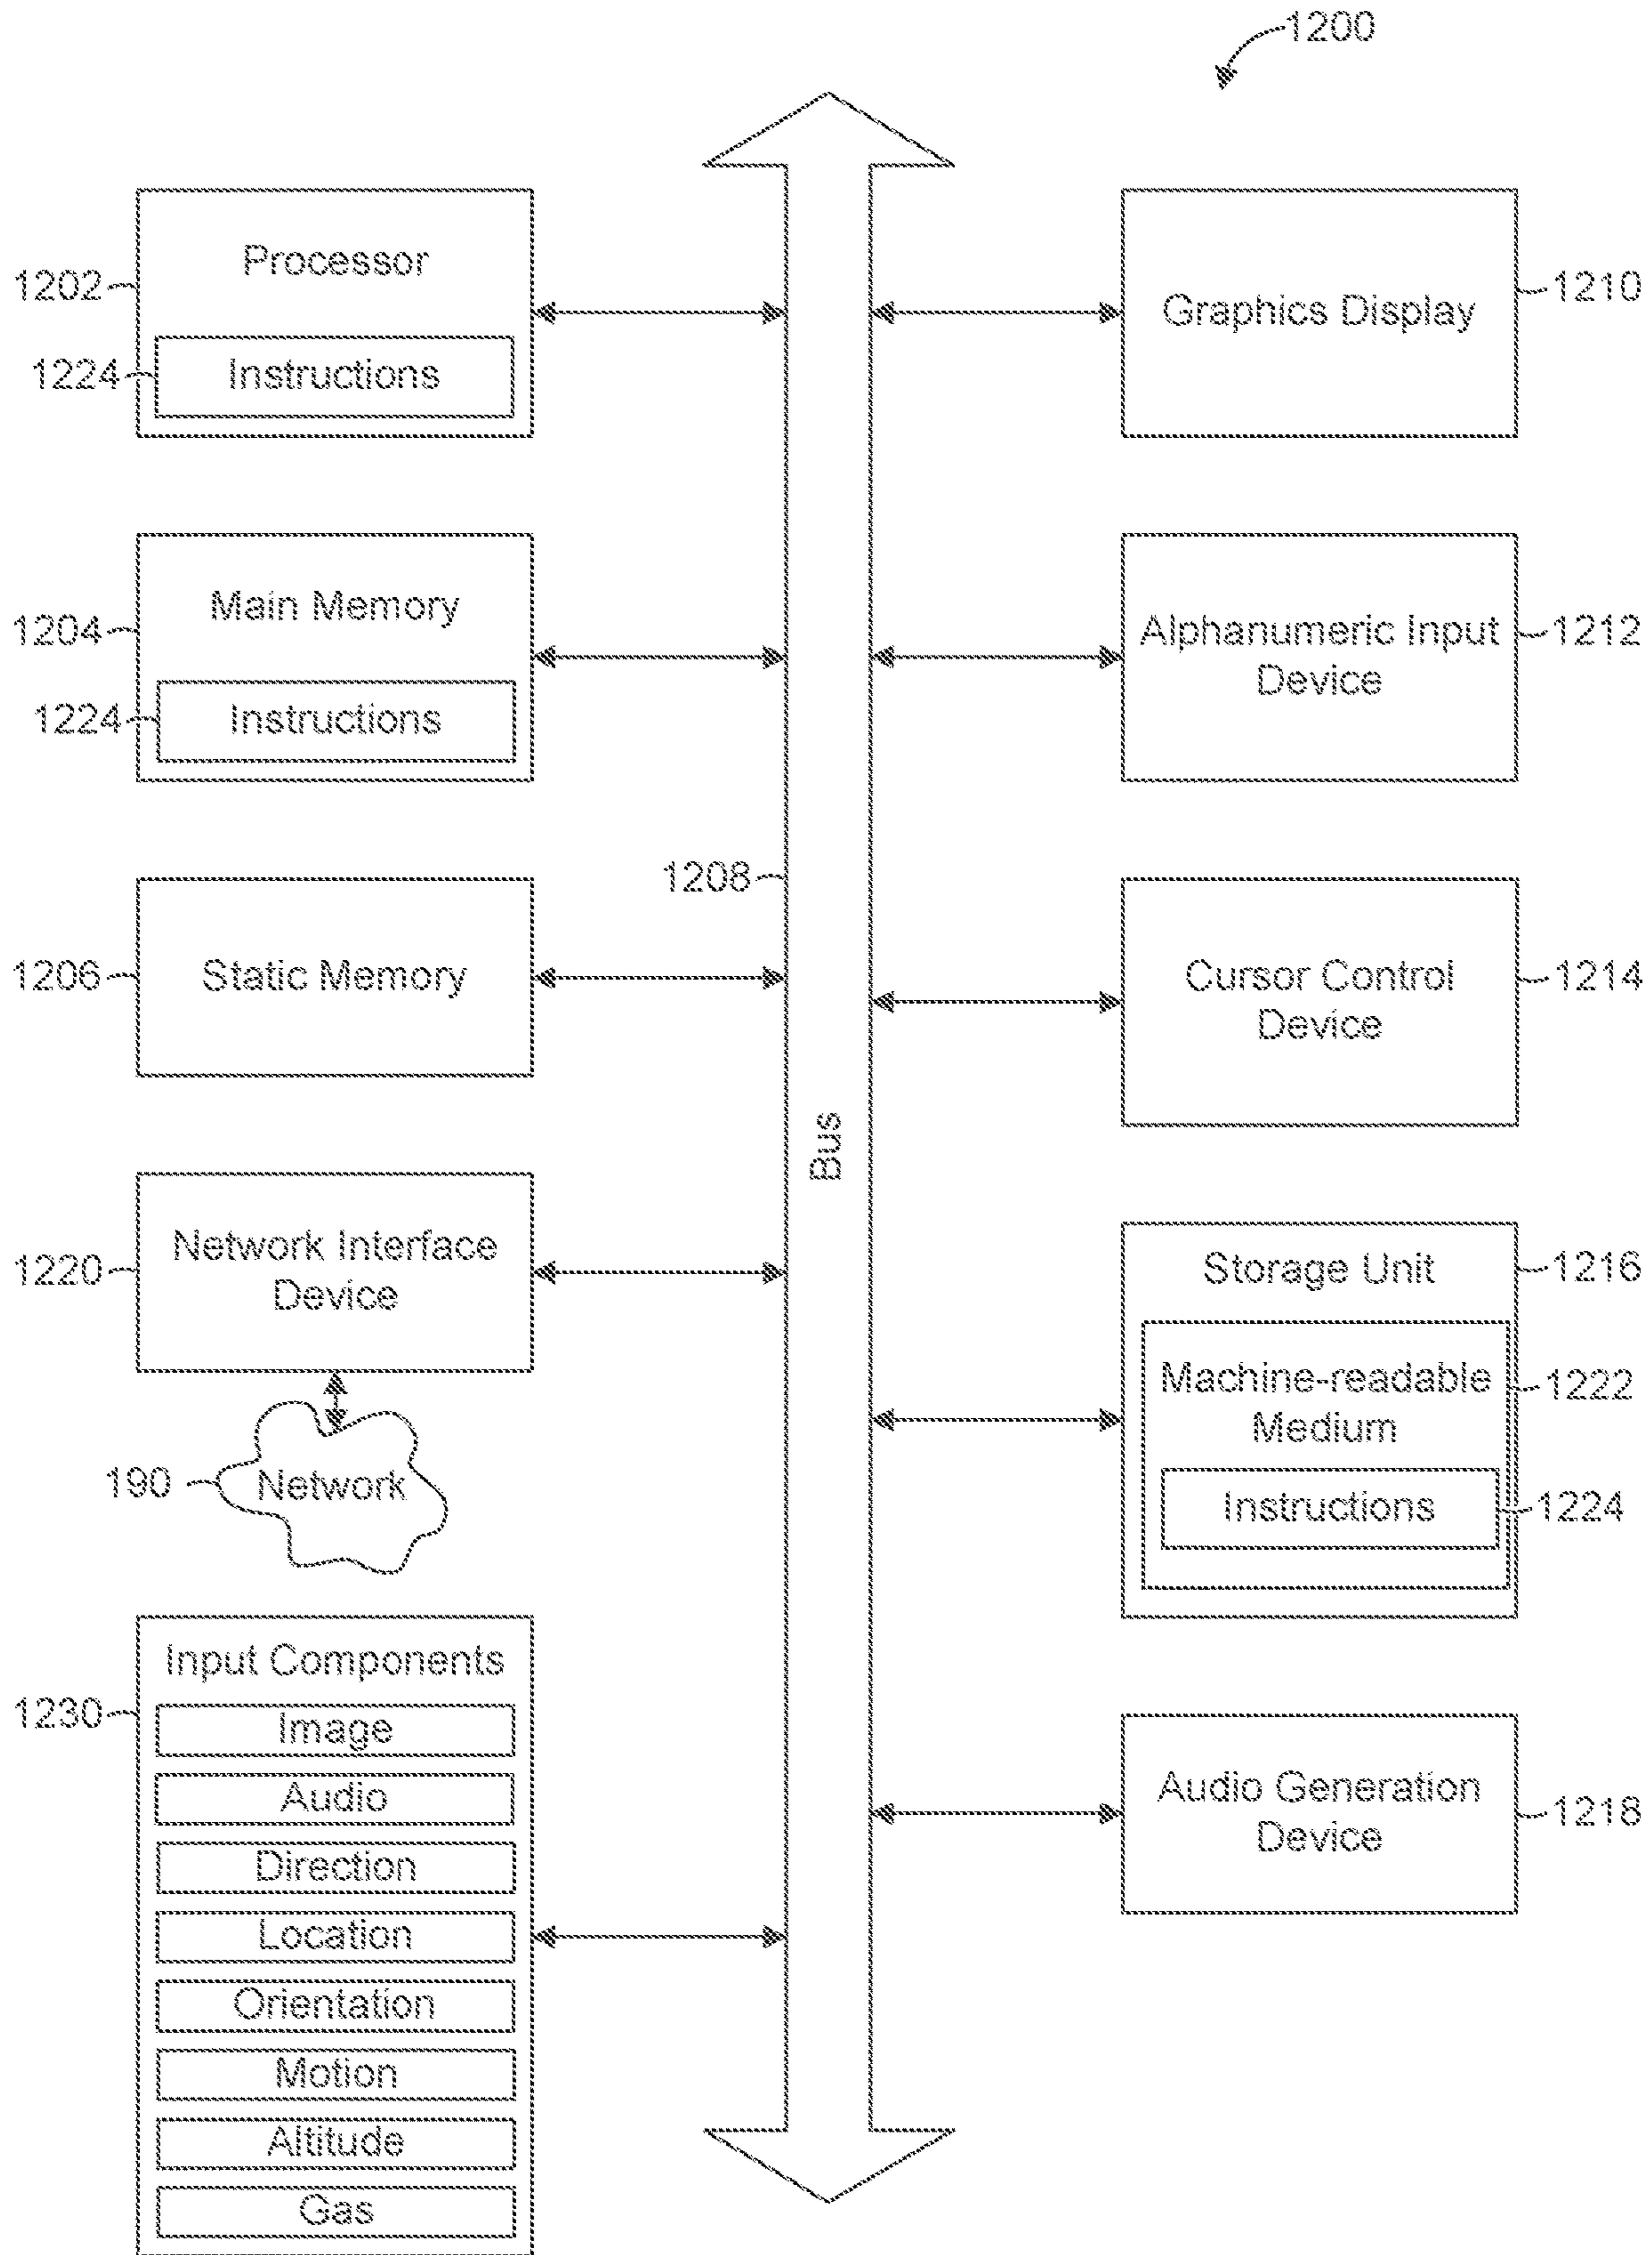 1200
Processor
1202
1224
Instructions
Main Memory
1204
1224
Instructions
Static Memory
1206
Network Interface
Device
1220
190
Network
Input Components
1230
Image
Audio
Direction
Location
Orientation
Motion
Altitude
Gas
1208
Bus
Graphics Display
1210
Alphanumeric Input
Device
1212
Cursor Control
Device
1214
Storage Unit
1216
Machine-readable
Medium
1222
Instructions
1224
Audio Generation
Device
1218